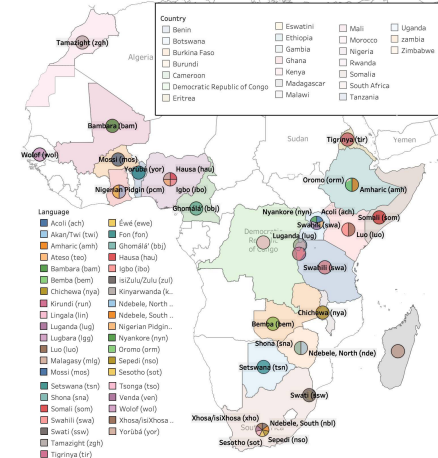 Country
Benin
Botswana
Burkina Faso
Burundi
Cameroon
Democratic Republic of Congo
Eritrea
Eswatini
Ethiopia
Gambia
Ghana
Kenya
Madagascar
Malawi
Mali
Morocco
Nigeria
Rwanda
Somalia
South Africa
Tanzania
Uganda
zambia
Zimbabwe
Tamazight (zgh)
Algeria
Bambara (bam)
Wolof (wol)
Mossi (mos)
Yoruba (yor)
Hausa (hau)
Nigerian Pidgin (pcm)
Igbo (ibo)
Ghomálá' (bbj)
Sudan
Yemen
Tigrinya (tir)
Oromo (orm)
Amharic (amh)
Nyankore (nyn)
Acoli (ach)
Somali (som)
Swahili (swa)
Luo (luo)
Luganda (lug)
Democratic
Republic
of Congo
Swahili (swa)
Chichewa (nya)
Bemba (bem)
Shona (sna)
Ndebele, North (nde)
Setswana (tsn)
Swati (ssw)
Xhosa/isiXhosa (xho)
Ndebele, South (nbl)
Sesotho (sot)
Sepedi (nso)
Language
Acoli (ach)
Akan/Twi (twi)
Amharic (amh)
Ateso (teo)
Bambara (bam)
Bemba (bem)
Chichewa (nya)
Kirundi (run)
Lingala (lin)
Luganda (lug)
Lugbara (lgg)
Luo (luo)
Malagasy (mlg)
Mossi (mos)
Setswana (tsn)
Shona (sna)
Somali (som)
Swahili (swa)
Swati (ssw)
Tamazight (zgh)
Tigrinya (tir)
Éwé (ewe)
Fon (fon)
Ghomálá' (bbj)
Hausa (hau)
Igbo (ibo)
isiZulu/Zulu (zul)
Kinyarwanda (k..
Ndebele, North ..
Ndebele, South ..
Nigerian Pidgin..
Nyankore (nyn)
Oromo (orm)
Sepedi (nso)
Sesotho (sot)
Tsonga (tso)
Venda (ven)
Wolof (wol)
Xhosa/isiXhosa ..
Yorùbá (yor)